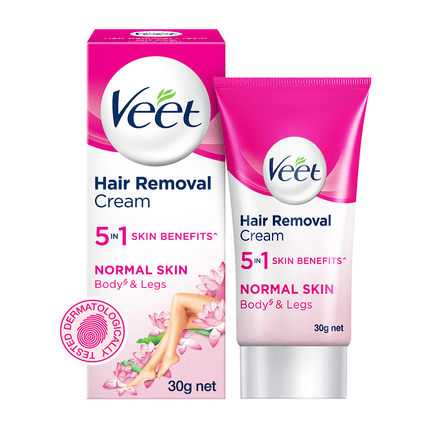 Veet
Hair Removal
Cream
5 IN 1 SKIN BENEFITS^
NORMAL SKIN
Body§ & Legs
30g net
DERMATOLOGICALLY TESTED
Veet
Hair Removal
Cream
5 IN 1 SKIN BENEFITS^
NORMAL SKIN
Body§ & Legs
30g net